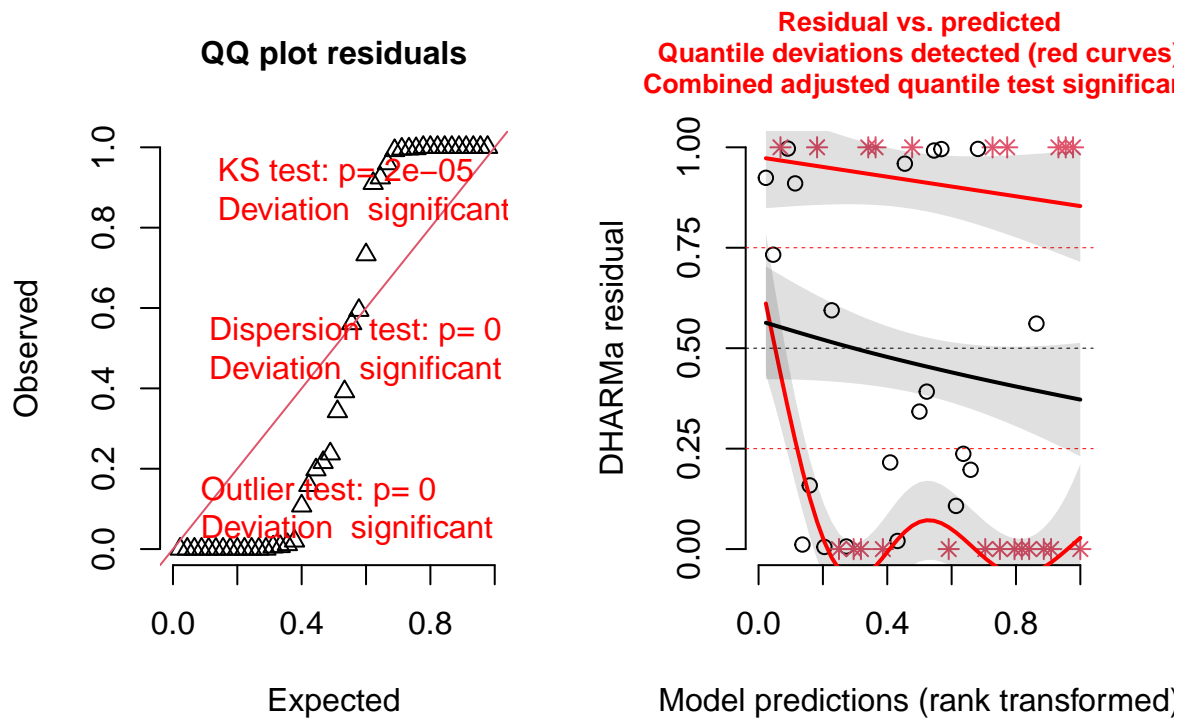 QQ plot residuals
KS test: p= 2e−05
Deviation significant
Dispersion test: p= 0
Deviation significant
Outlier test: p= 0
Deviation significant
Observed
0.0 0.2 0.4 0.6 0.8 1.0
0.0 0.4 0.8
Expected
Residual vs. predicted
Quantile deviations detected (red curves)
Combined adjusted quantile test significan
DHARMa residual
0.00 0.25 0.50 0.75 1.00
0.0 0.4 0.8
Model predictions (rank transformed)